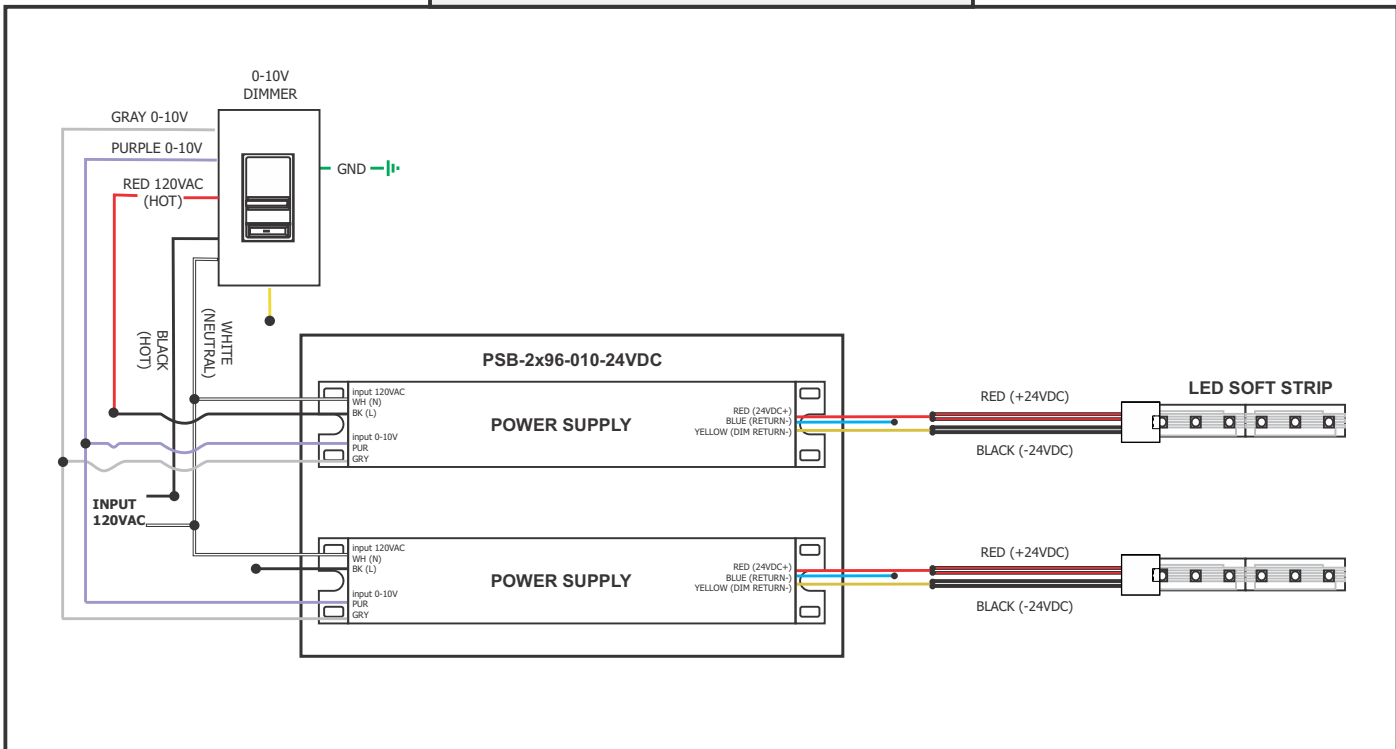 0-10V
DIMMER
GRAY 0-10V
PURPLE 0-10V
GND
RED 120VAC
(HOT)
WHITE
(NEUTRAL)
BLACK
(HOT)
PSB-2x96-010-24VDC
input 120VAC
WH (N)
BK (L)
input 0-10V
PUR
GRY
POWER SUPPLY
RED (24VDC+)
BLUE (RETURN-)
YELLOW (DIM RETURN-)
RED (+24VDC)
BLACK (-24VDC)
LED SOFT STRIP
INPUT
120VAC
input 120VAC
WH (N)
BK (L)
input 0-10V
PUR
GRY
POWER SUPPLY
RED (24VDC+)
BLUE (RETURN-)
YELLOW (DIM RETURN-)
RED (+24VDC)
BLACK (-24VDC)